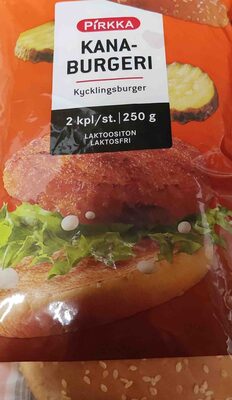 PIRKKA
KANA-
BURGERI
Kycklingsburger
2 kpl/st. | 250 g
LAKTOOSITON
LAKTOSFRI